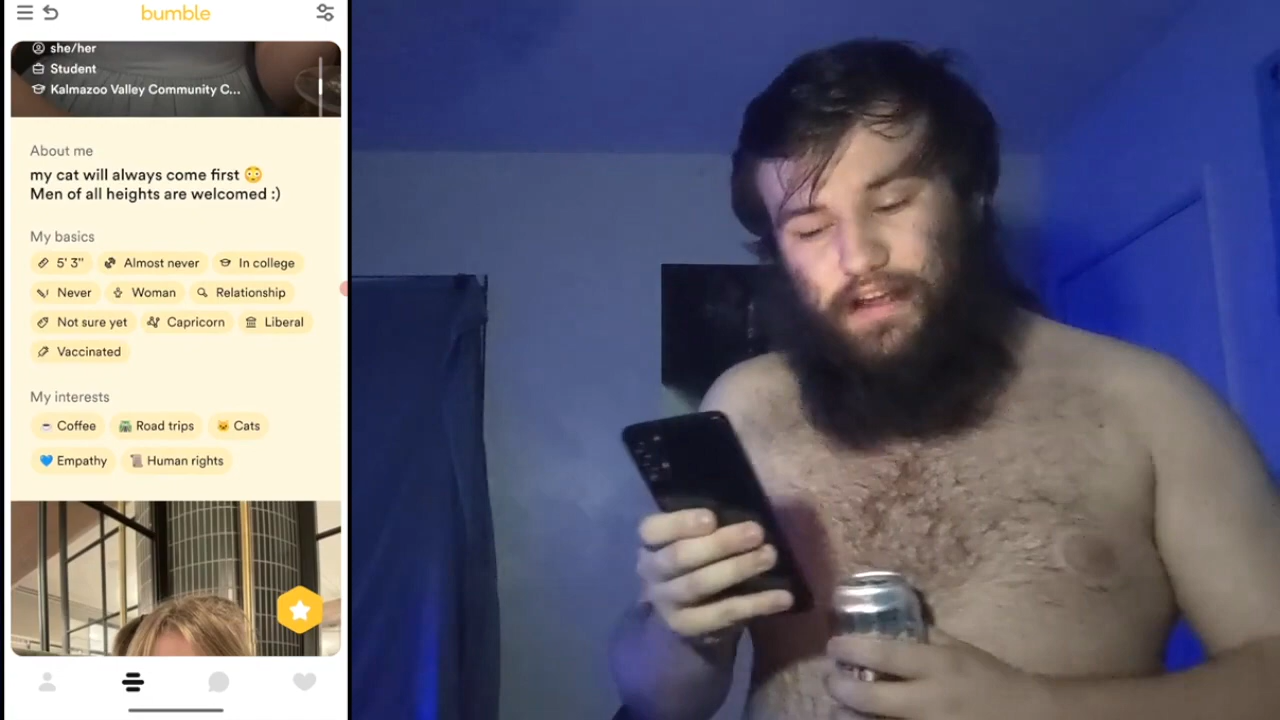 bumble
she/her
Student
Kalmazoo Valley Community C...
About me
my cat will always come first 😳
Men of all heights are welcomed :)
My basics
5' 3" Almost never In college
Never Woman Relationship
Not sure yet Capricorn Liberal
Vaccinated
My interests
Coffee Road trips Cats
Empathy Human rights